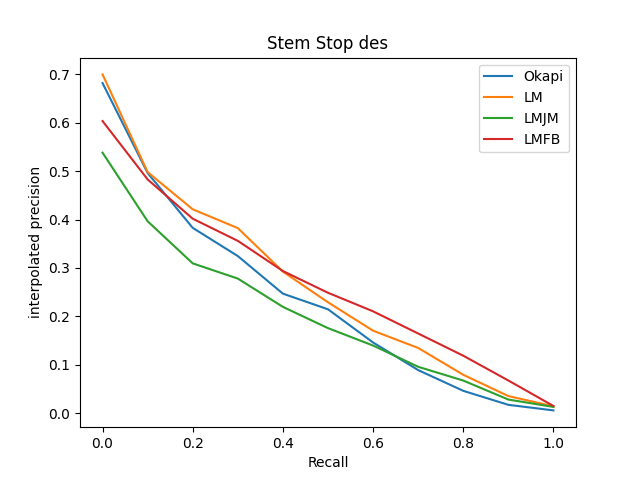 Stem Stop des
Okapi
LM
LMJM
LMFB
interpolated precision
0.7
0.6
0.5
0.4
0.3
0.2
0.1
0.0
0.0 0.2 0.4 0.6 0.8 1.0
Recall